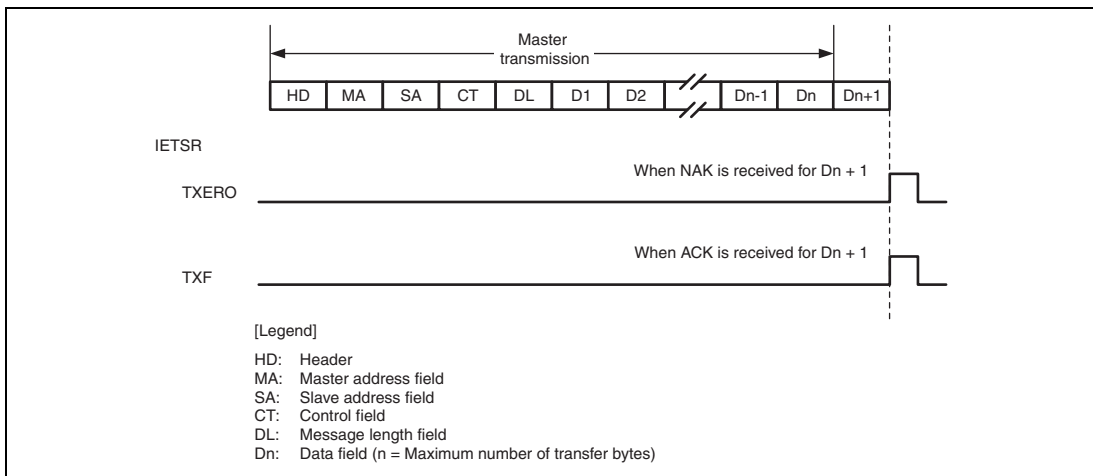 Master
transmission
HD MA SA CT DL D1 D2 Dn-1 Dn Dn+1
IETSR
When NAK is received for Dn + 1
TXERO
When ACK is received for Dn + 1
TXF
[Legend]
HD: Header
MA: Master address field
SA: Slave address field
CT: Control field
DL: Message length field
Dn: Data field (n = Maximum number of transfer bytes)